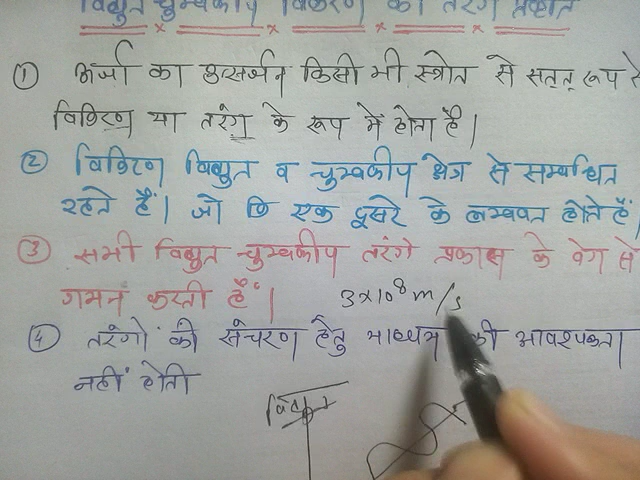 विद्युत चुम्बकीय विकिरण की तरंग प्रकृति
① ऊर्जा का उत्सर्जन किसी भी स्त्रोत से सतत् रूप से
विकिरण या तरंग के रूप में होता है।
② विकिरण विद्युत व चुम्बकीय क्षेत्र से सम्बन्धित
रहते हैं। जो कि एक दूसरे के लम्बवत होते हैं
③ सभी विद्युत चुम्बकीय तरंगे प्रकाश के वेग से
गमन करती हैं। 3×10⁸ m/s
④ तरंगों की संचरण हेतु माध्यम की आवश्यकता
नहीं होती
विद्युत